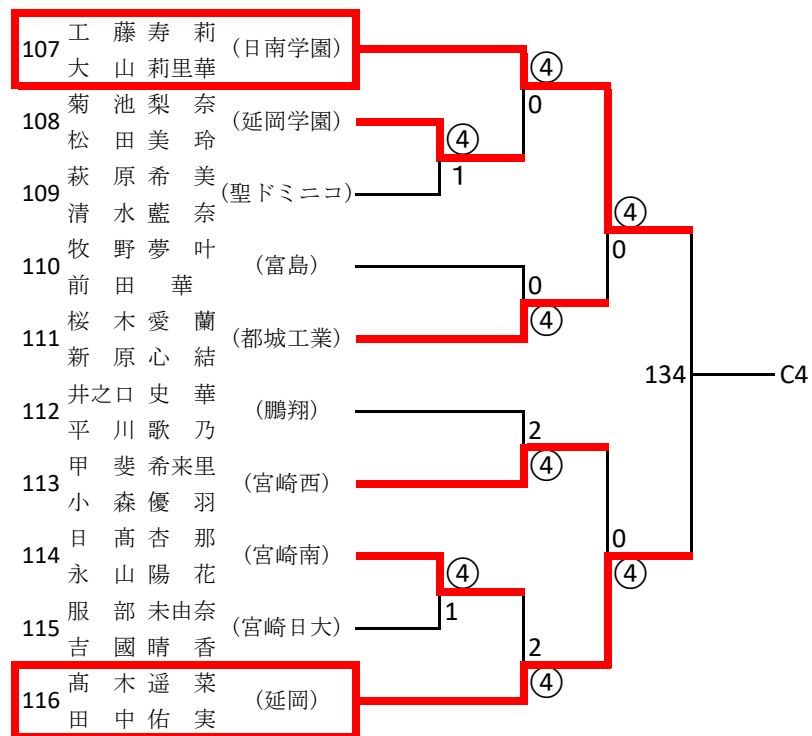 107 工藤寿莉 (日南学園)
大山莉里華
④
0
108 菊池梨奈 (延岡学園)
松田美玲
④
1
109 萩原希美 (聖ドミニコ)
清水藍奈
④
0
110 牧野夢叶 (富島)
前田華
0
④
111 桜木愛蘭 (都城工業)
新原心結
134 C4
112 井之口史華 (鵬翔)
平川歌乃
2
④
113 甲斐希来里 (宮崎西)
小森優羽
0
④
114 日髙杏那 (宮崎南)
永山陽花
④
1
115 服部未由奈 (宮崎日大)
吉國晴香
2
④
116 髙木遥菜 (延岡)
田中佑実